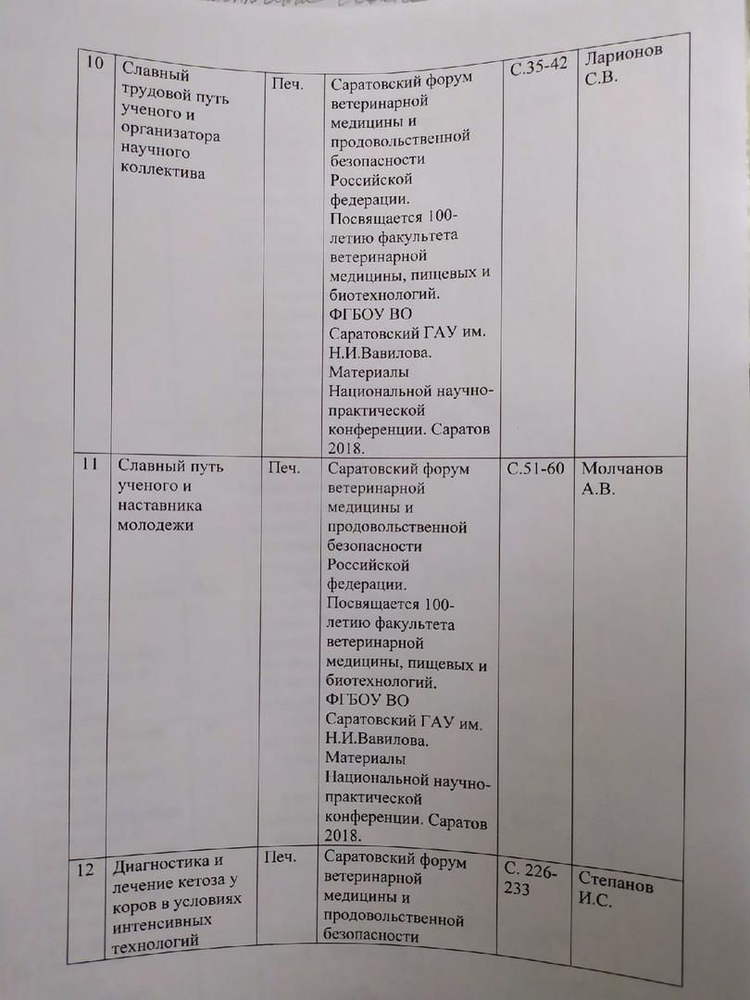 10
Славный
трудовой путь
ученого и
организатора
научного
коллектива
Печ.
Саратовский форум
ветеринарной
медицины и
продовольственной
безопасности
Российской
федерации.
Посвящается 100-
летию факультета
ветеринарной
медицины, пищевых и
биотехнологий.
ФГБОУ ВО
Саратовский ГАУ им.
Н.И.Вавилова.
Материалы
Национальной научно-
практической
конференции. Саратов
2018.
С.35-42
Ларионов
С.В.
11
Славный путь
ученого и
наставника
молодежи
Печ.
Саратовский форум
ветеринарной
медицины и
продовольственной
безопасности
Российской
федерации.
Посвящается 100-
летию факультета
ветеринарной
медицины, пищевых и
биотехнологий.
ФГБОУ ВО
Саратовский ГАУ им.
Н.И.Вавилова.
Материалы
Национальной научно-
практической
конференции. Саратов
2018.
С.51-60
Молчанов
А.В.
12
Диагностика и
лечение кетоза у
коров в условиях
интенсивных
технологий
Печ.
Саратовский форум
ветеринарной
медицины и
продовольственной
безопасности
С. 226-
233
Степанов
И.С.